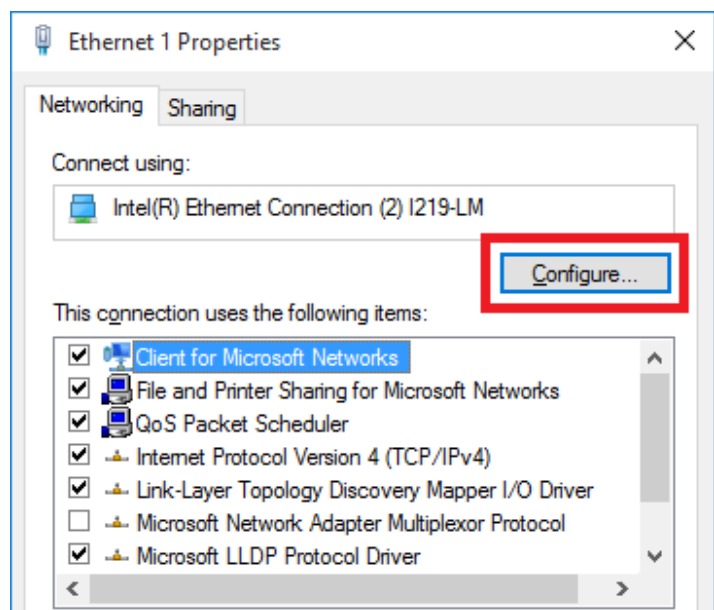 Ethernet 1 Properties
Networking
Sharing
Connect using:
Intel(R) Ethernet Connection (2) I219-LM
Configure...
This connection uses the following items:
Client for Microsoft Networks
File and Printer Sharing for Microsoft Networks
QoS Packet Scheduler
Internet Protocol Version 4 (TCP/IPv4)
Link-Layer Topology Discovery Mapper I/O Driver
Microsoft Network Adapter Multiplexor Protocol
Microsoft LLDP Protocol Driver